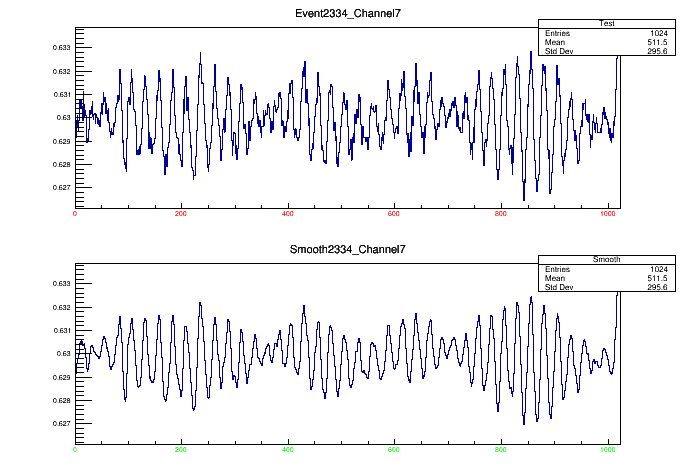 Event2334_Channel7
Test
Entries 1024
Mean 511.5
Std Dev 295.6
0.633
0.632
0.631
0.63
0.629
0.628
0.627
0 200 400 600 800 1000
Smooth2334_Channel7
Smooth
Entries 1024
Mean 511.5
Std Dev 295.6
0.633
0.632
0.631
0.63
0.629
0.628
0.627
0 200 400 600 800 1000